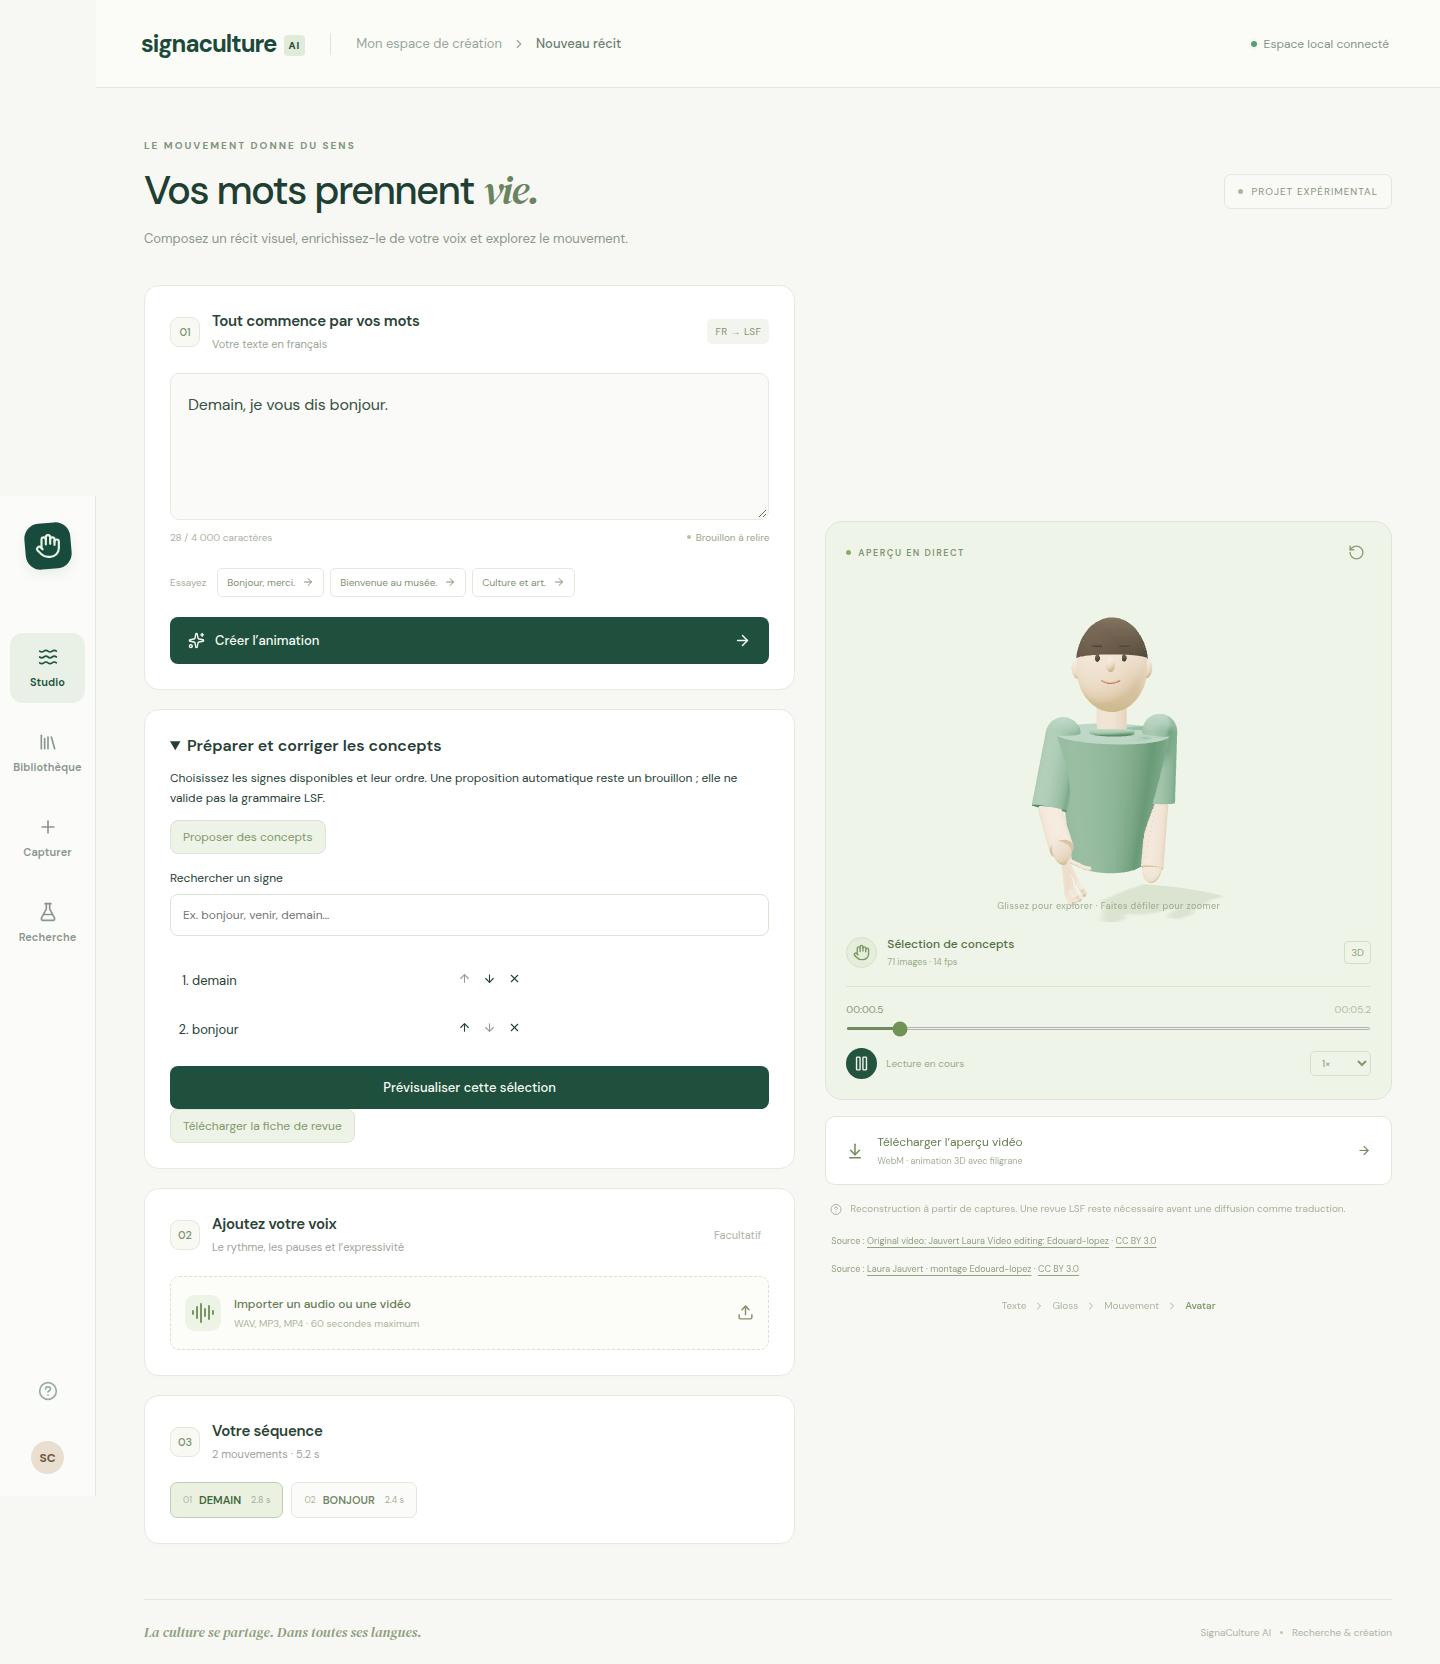 signaculture AI
Mon espace de création > Nouveau récit
Espace local connecté
LE MOUVEMENT DONNE DU SENS
Vos mots prennent vie.
PROJET EXPÉRIMENTAL
Composez un récit visuel, enrichissez-le de votre voix et explorez le mouvement.
Studio
Bibliothèque
Capturer
Recherche
SC
01
Tout commence par vos mots
Votre texte en français
FR → LSF
Demain, je vous dis bonjour.
28 / 4 000 caractères
Brouillon à relire
Essayez
Bonjour, merci. →
Bienvenue au musée. →
Culture et art. →
Créer l’animation →
▼ Préparer et corriger les concepts
Choisissez les signes disponibles et leur ordre. Une proposition automatique reste un brouillon ; elle ne
valide pas la grammaire LSF.
Proposer des concepts
Rechercher un signe
Ex. bonjour, venir, demain…
1. demain ↑ ↓ ×
2. bonjour ↑ ↓ ×
Prévisualiser cette sélection
Télécharger la fiche de revue
02
Ajoutez votre voix
Le rythme, les pauses et l’expressivité
Facultatif
Importer un audio ou une vidéo
WAV, MP3, MP4 · 60 secondes maximum
03
Votre séquence
2 mouvements · 5.2 s
01 DEMAIN 2.8 s
02 BONJOUR 2.4 s
APERÇU EN DIRECT
Glissez pour explorer · Faites défiler pour zoomer
Sélection de concepts
71 images · 14 fps
3D
00:00.5
00:05.2
Lecture en cours
1×
Télécharger l’aperçu vidéo
WebM · animation 3D avec filigrane
Reconstruction à partir de captures. Une revue LSF reste nécessaire avant une diffusion comme traduction.
Source : Original video: Jauvert Laura Video editing: Edouard-lopez · CC BY 3.0
Source : Laura Jauvert · montage Edouard-lopez · CC BY 3.0
Texte > Gloss > Mouvement > Avatar
La culture se partage. Dans toutes ses langues.
SignaCulture AI • Recherche & création